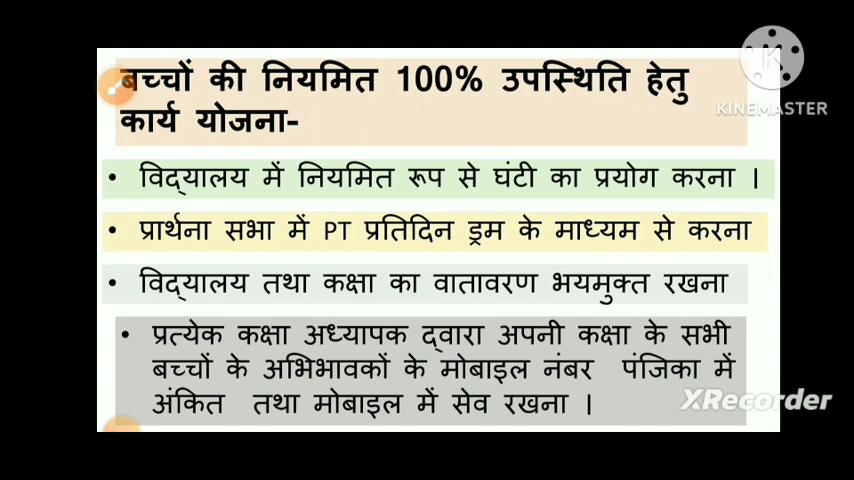 बच्चों की नियमित 100% उपस्थिति हेतु
कार्य योजना-
K
KINEMASTER
• विद्यालय में नियमित रूप से घंटी का प्रयोग करना ।
• प्रार्थना सभा में PT प्रतिदिन ड्रम के माध्यम से करना
• विद्यालय तथा कक्षा का वातावरण भयमुक्त रखना
• प्रत्येक कक्षा अध्यापक द्वारा अपनी कक्षा के सभी
बच्चों के अभिभावकों के मोबाइल नंबर पंजिका में
अंकित तथा मोबाइल में सेव रखना ।
XRecorder